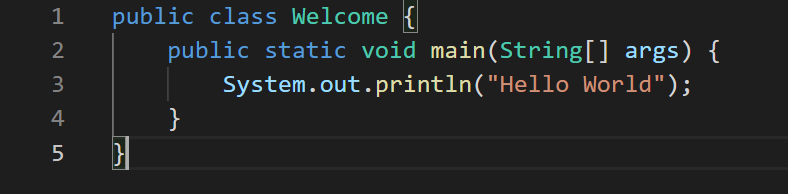 1 public class Welcome {
2     public static void main(String[] args) {
3         System.out.println("Hello World");
4     }
5 }